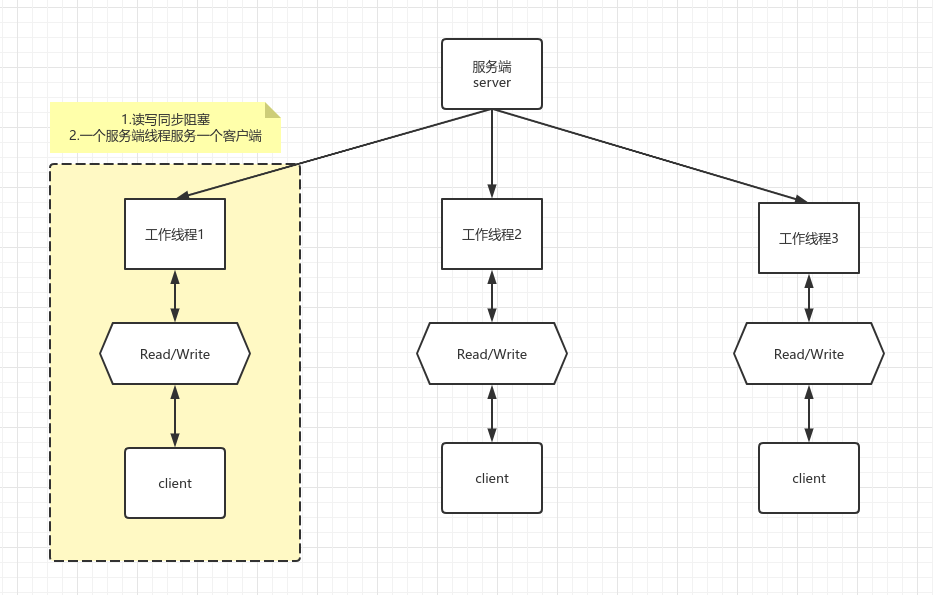 服务端
server
1.读写同步阻塞
2.一个服务端线程服务一个客户端
工作线程1
工作线程2
工作线程3
Read/Write
Read/Write
Read/Write
client
client
client